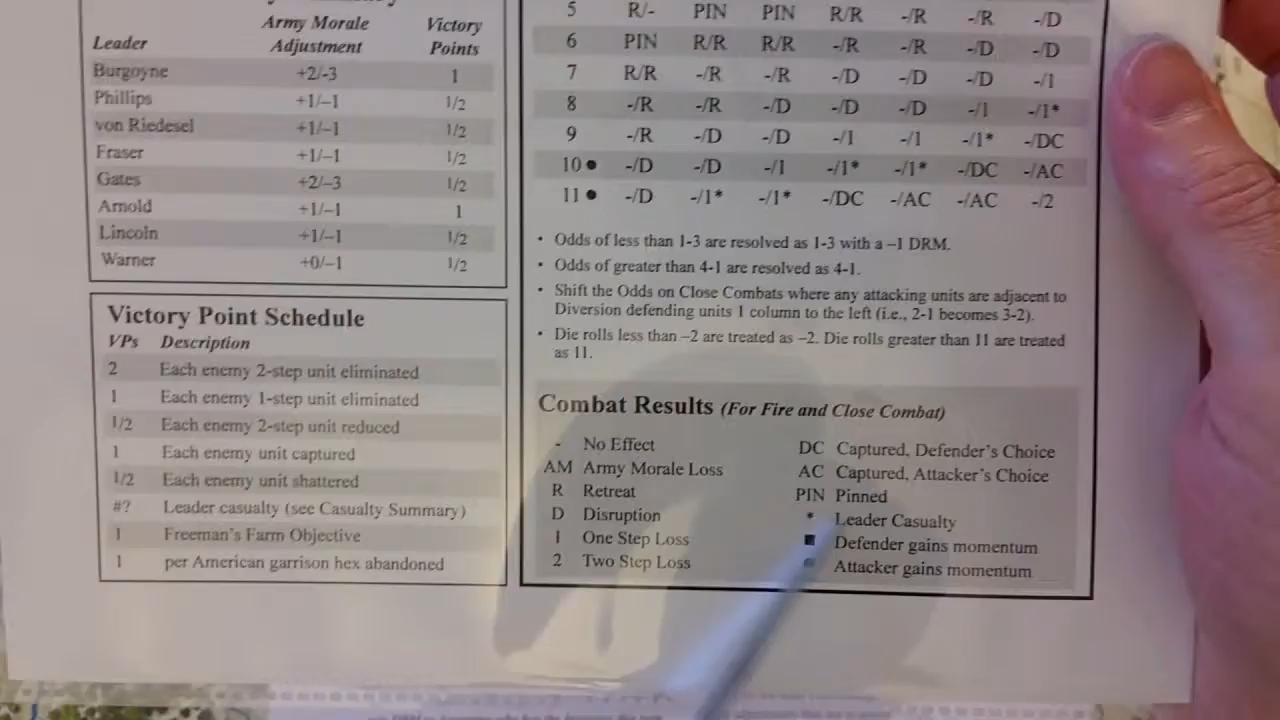 Army Morale Victory
Leader Adjustment Points
Burgoyne +2/-3 1
Phillips +1/-1 1/2
von Riedesel +1/-1 1/2
Fraser +1/-1 1/2
Gates +2/-3 1/2
Arnold +1/-1 1
Lincoln +1/-1 1/2
Warner +0/-1 1/2
Victory Point Schedule
VPs Description
2 Each enemy 2-step unit eliminated
1 Each enemy 1-step unit eliminated
1/2 Each enemy 2-step unit reduced
1 Each enemy unit captured
1/2 Each enemy unit shattered
#? Leader casualty (see Casualty Summary)
1 Freeman's Farm Objective
1 per American garrison hex abandoned
5 R/- PIN PIN R/R -/R -/R -/D
6 PIN R/R R/R -/R -/R -/D -/D
7 R/R -/R -/R -/D -/D -/D -/1
8 -/R -/R -/D -/D -/D -/1 -/1*
9 -/R -/D -/D -/1 -/1 -/1* -/DC
10 ● -/D -/D -/1 -/1* -/1* -/DC -/AC
11 ● -/D -/1* -/1* -/DC -/AC -/AC -/2
• Odds of less than 1-3 are resolved as 1-3 with a –1 DRM.
• Odds of greater than 4-1 are resolved as 4-1.
• Shift the Odds on Close Combats where any attacking units are adjacent to
Diversion defending units 1 column to the left (i.e., 2-1 becomes 3-2).
• Die rolls less than –2 are treated as –2. Die rolls greater than 11 are treated
as 11.
Combat Results (For Fire and Close Combat)
- No Effect
AM Army Morale Loss
R Retreat
D Disruption
1 One Step Loss
2 Two Step Loss
DC Captured, Defender's Choice
AC Captured, Attacker's Choice
PIN Pinned
* Leader Casualty
■ Defender gains momentum
● Attacker gains momentum